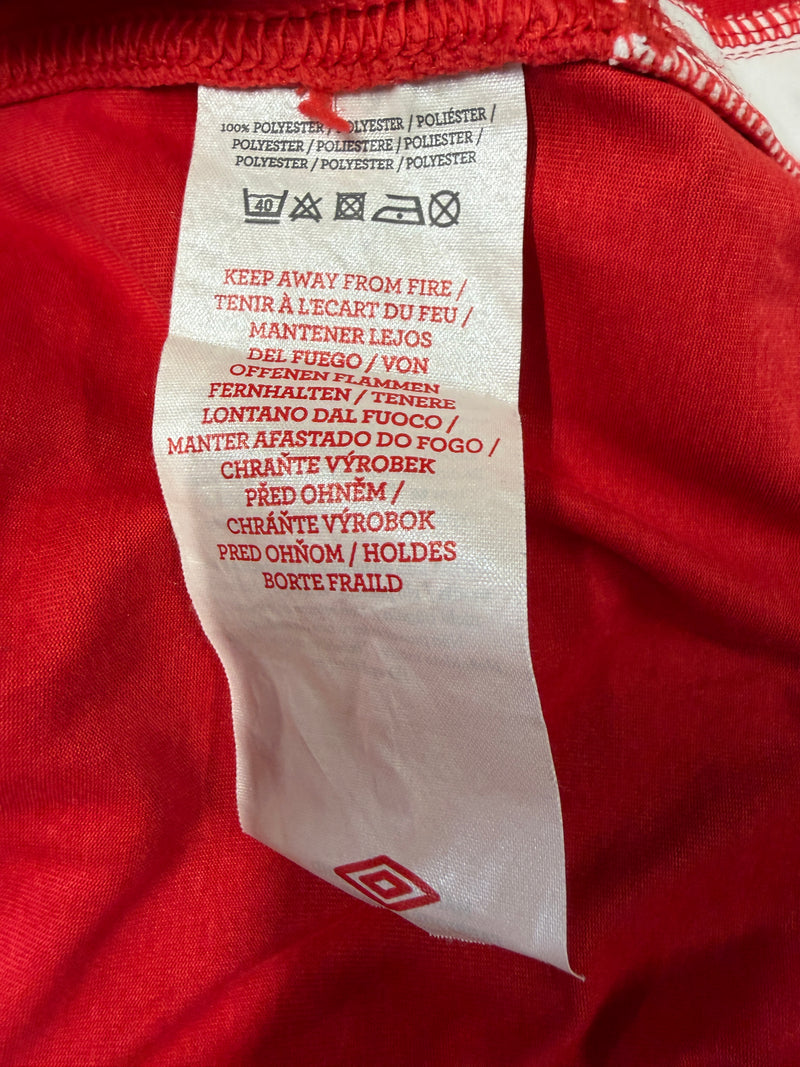 100% POLYESTER / POLYESTER / POLIÉSTER /
POLYESTER / POLIESTERE / POLIESTER /
POLYESTER / POLYESTER / POLYESTER
40
KEEP AWAY FROM FIRE /
TENIR À L'ECART DU FEU /
MANTENER LEJOS
DEL FUEGO / VON
OFFENEN FLAMMEN
FERNHALTEN / TENERE
LONTANO DAL FUOCO /
MANTER AFASTADO DO FOGO /
CHRAŇTE VÝROBEK
PŘED OHNĚM /
CHRÁŇTE VÝROBOK
PRED OHŇOM / HOLDES
BORTE FRAILD